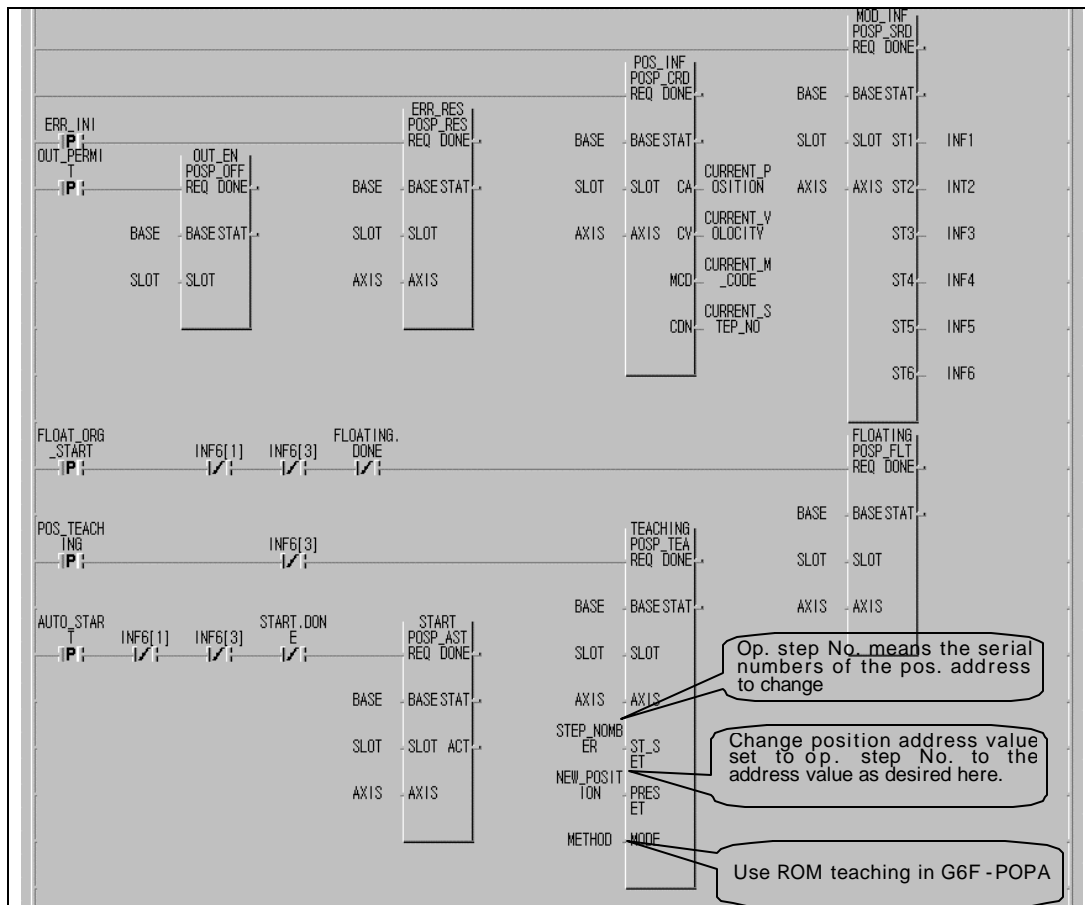 MOD_INF
POSP_SRD
REQ DONE
BASE BASE STAT
SLOT SLOT ST1 INF1
AXIS AXIS ST2 INT2
ST3 INF3
ST4 INF4
ST5 INF5
ST6 INF6
POS_INF
POSP_CRD
REQ DONE
BASE BASE STAT
SLOT SLOT CA CURRENT_P
OSITION
AXIS AXIS CV CURRENT_V
OLOCITY
MCD CURRENT_M
_CODE
CDN CURRENT_S
TEP_NO
ERR_INI
P
ERR_RES
POSP_RES
REQ DONE
BASE BASE STAT
SLOT SLOT
AXIS AXIS
OUT_PERMI
T
P
OUT_EN
POSP_OFF
REQ DONE
BASE BASE STAT
SLOT SLOT
FLOAT_ORG
_START
P
INF6[1]
INF6[3]
FLOATING.
DONE
FLOATING
POSP_FLT
REQ DONE
BASE BASE STAT
SLOT SLOT
AXIS AXIS
POS_TEACH
ING
P
INF6[3]
TEACHING
POSP_TEA
REQ DONE
BASE BASE STAT
SLOT SLOT
AXIS AXIS
STEP_NOMB
ER ST_S
ET
NEW_POSIT
ION PRES
ET
METHOD MODE
AUTO_STAR
T
P
INF6[1]
INF6[3]
START.DON
E
START
POSP_AST
REQ DONE
BASE BASE STAT
SLOT SLOT ACT
AXIS AXIS
Op. step No. means the serial
numbers of the pos. address
to change
Change position address value
set to op. step No. to the
address value as desired here.
Use ROM teaching in G6F -POPA